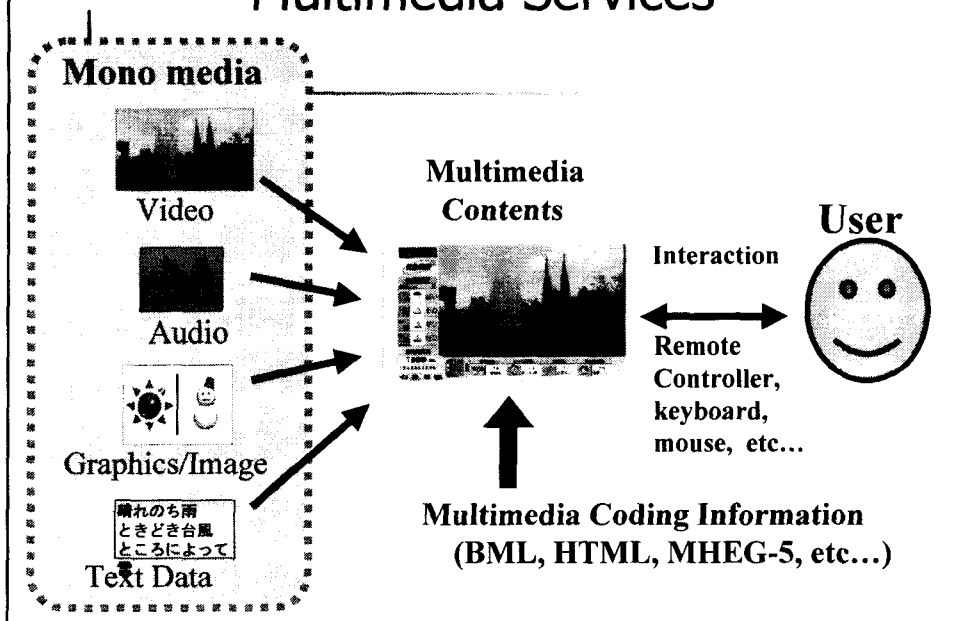 Multimedia Services
Mono media
Video
Audio
Graphics/Image
晴れのち雨
ときどき台風
ところによって
Text Data
Multimedia
Contents
User
Interaction
Remote
Controller,
keyboard,
mouse, etc...
Multimedia Coding Information
(BML, HTML, MHEG-5, etc...)